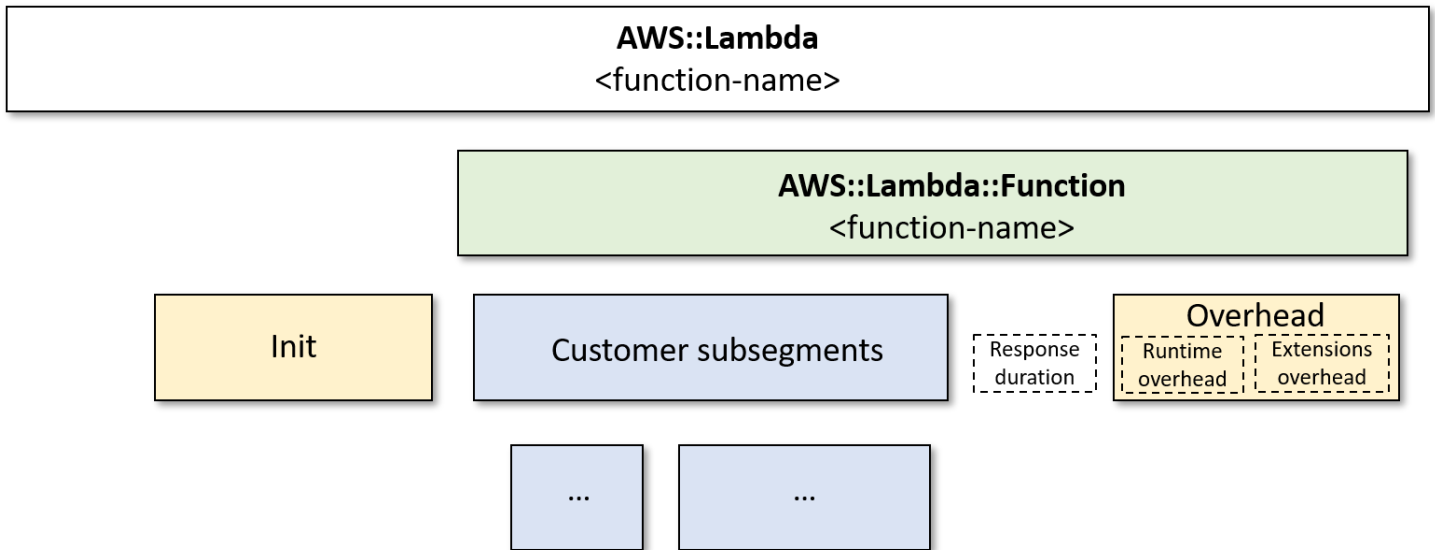 AWS::Lambda
<function-name>
AWS::Lambda::Function
<function-name>
Init
Customer subsegments
Response
duration
Overhead
Runtime
overhead
Extensions
overhead
...
...